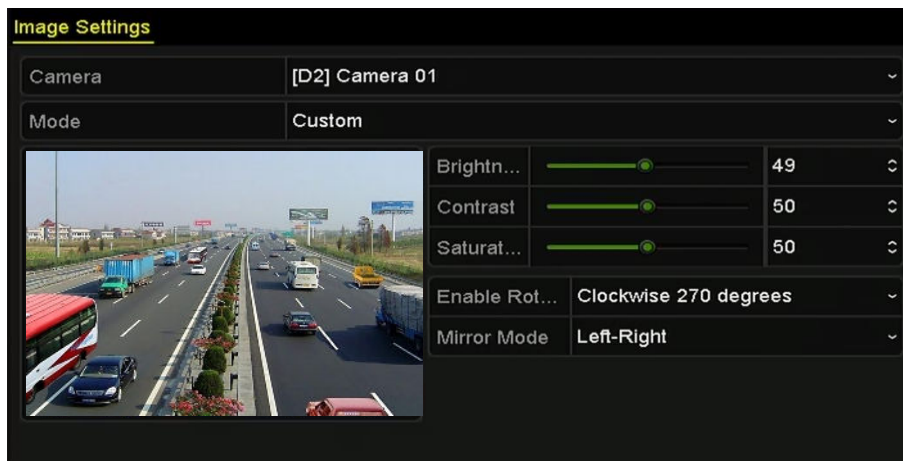 Image Settings
Camera [D2] Camera 01
Mode Custom
Brightn... 49
Contrast 50
Saturat... 50
Enable Rot... Clockwise 270 degrees
Mirror Mode Left-Right